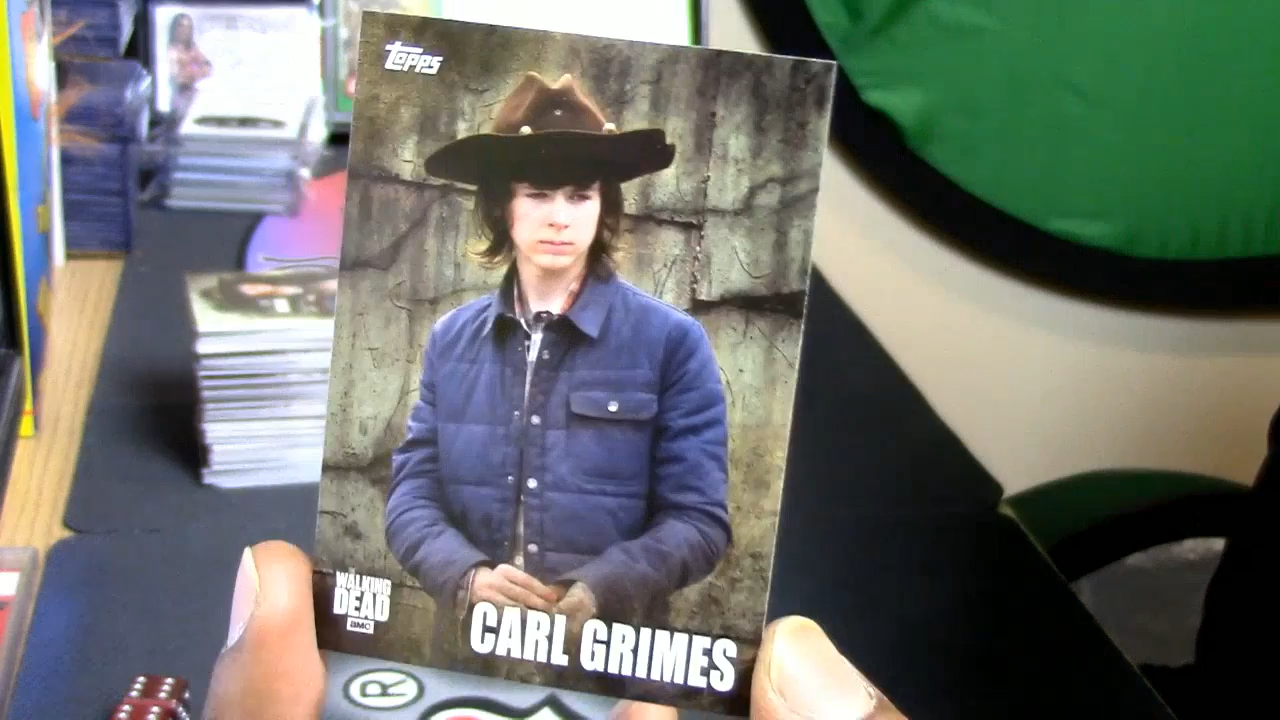 topps
THE
WALKING
DEAD
amc
CARL GRIMES
®